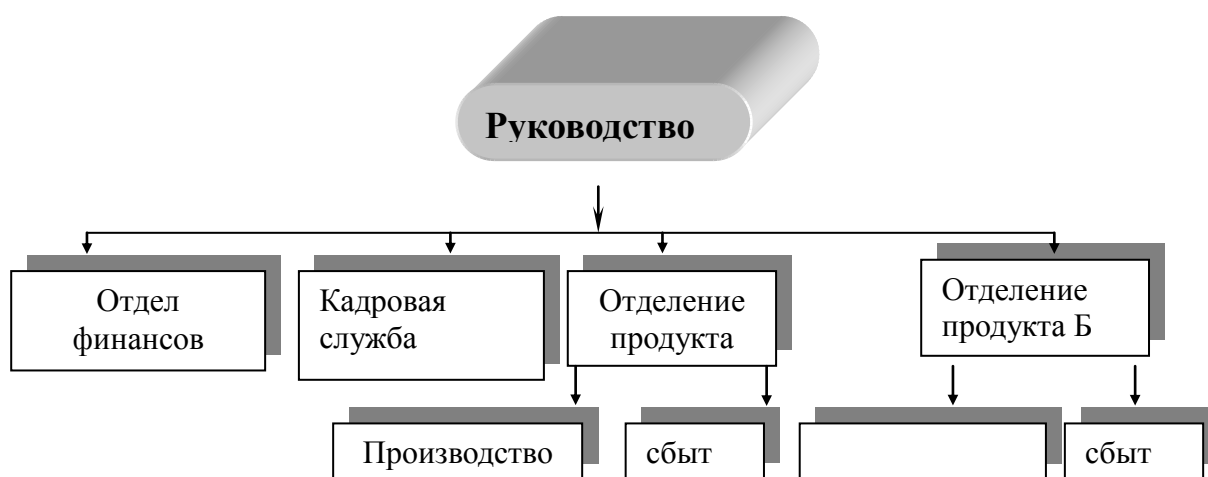 Руководство
Отдел
финансов
Кадровая
служба
Отделение
продукта
Отделение
продукта Б
Производство
сбыт
сбыт